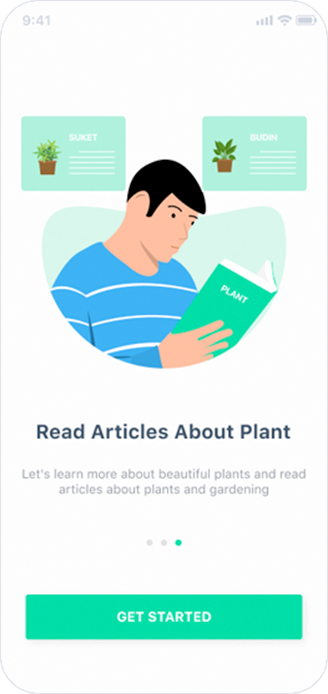 9:41
SUKET
BUDIN
PLANT
Read Articles About Plant
Let's learn more about beautiful plants and read
articles about plants and gardening
GET STARTED